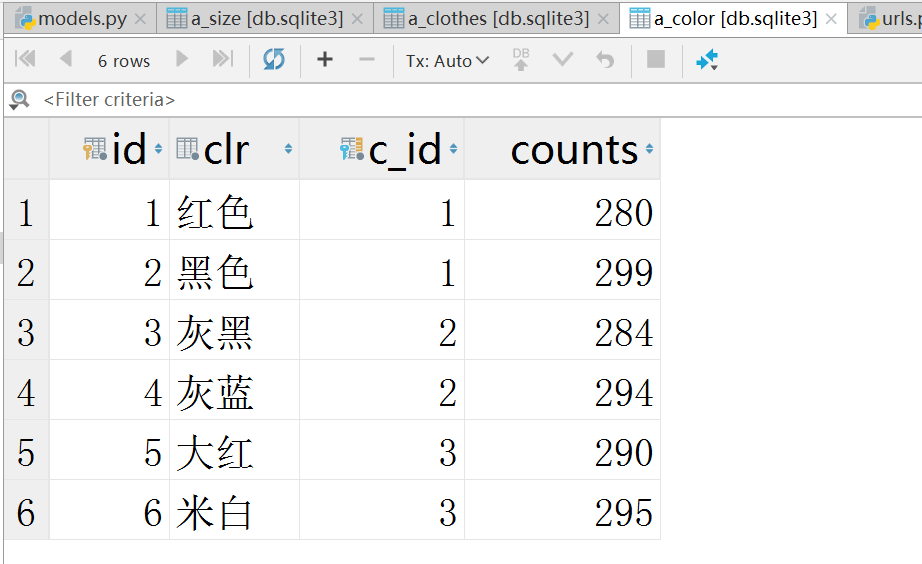 models.py a_size [db.sqlite3] a_clothes [db.sqlite3] a_color [db.sqlite3] urls.p
6 rows Tx: Auto DB
<Filter criteria>
id clr c_id counts
1 1 红色 1 280
2 2 黑色 1 299
3 3 灰黑 2 284
4 4 灰蓝 2 294
5 5 大红 3 290
6 6 米白 3 295